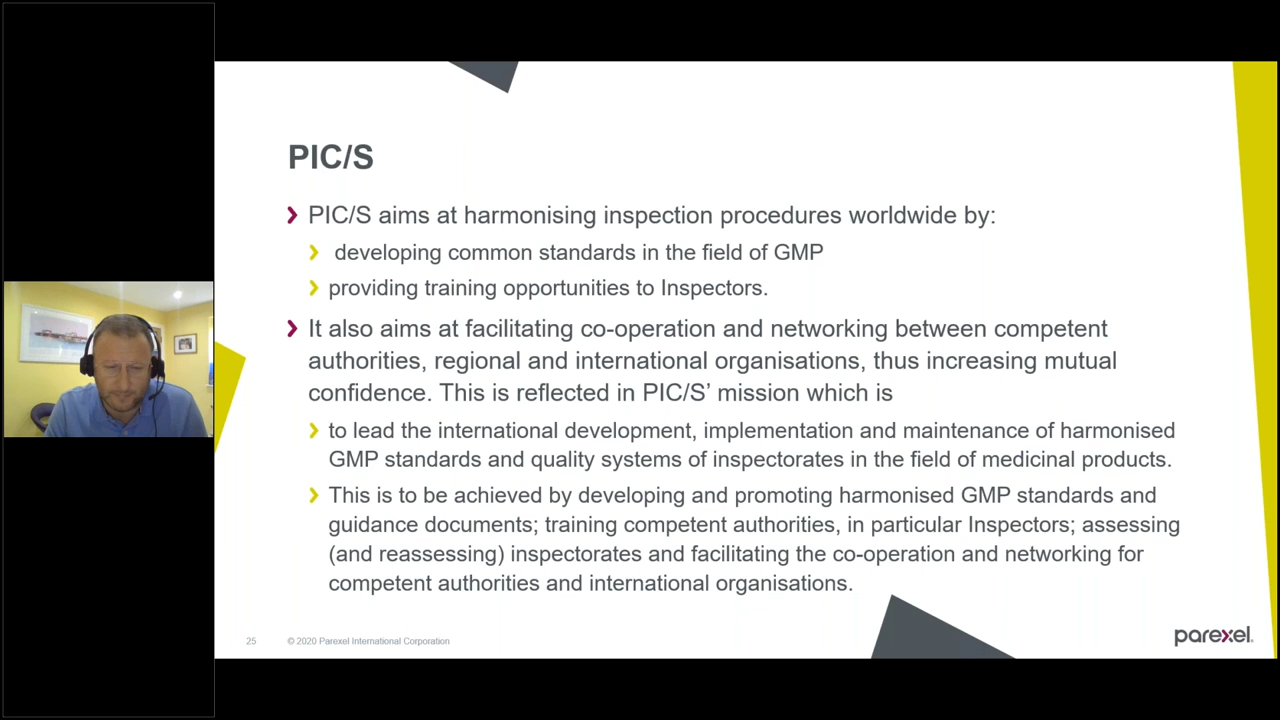 PIC/S
PIC/S aims at harmonising inspection procedures worldwide by:
developing common standards in the field of GMP
providing training opportunities to Inspectors.
It also aims at facilitating co-operation and networking between competent
authorities, regional and international organisations, thus increasing mutual
confidence. This is reflected in PIC/S’ mission which is
to lead the international development, implementation and maintenance of harmonised
GMP standards and quality systems of inspectorates in the field of medicinal products.
This is to be achieved by developing and promoting harmonised GMP standards and
guidance documents; training competent authorities, in particular Inspectors; assessing
(and reassessing) inspectorates and facilitating the co-operation and networking for
competent authorities and international organisations.
25 © 2020 Parexel International Corporation
parexel.